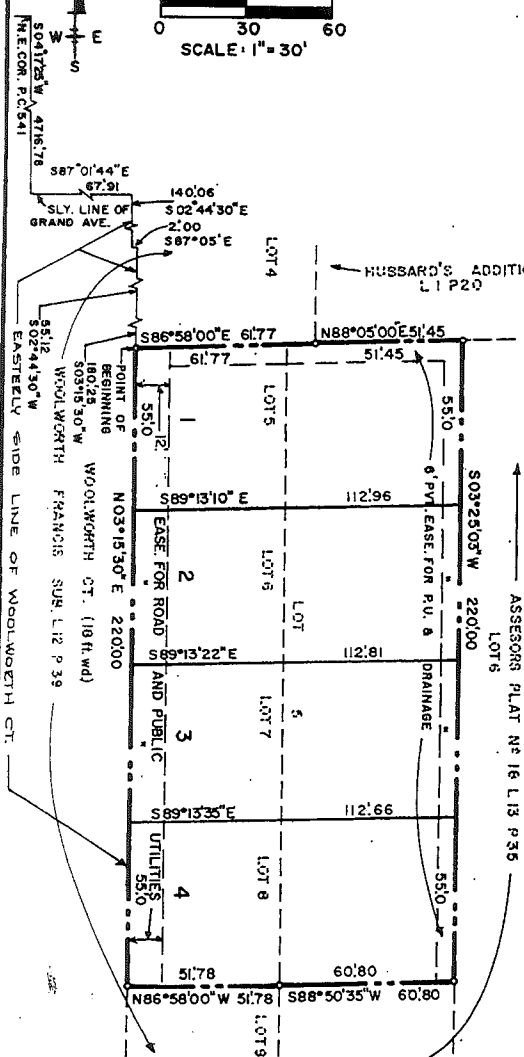 0 30 60
SCALE: 1"= 30'
W E
S
S04°17'25"W 4716.78
N.E. COR. P.C. 541
S87°01'44"E
67.91
SLY. LINE OF
GRAND AVE.
140.06
S02°44'30"E
2.00
S87°05'E
LOT 4
HUBBARD'S ADDITI
L 1 P20
S86°58'00"E 61.77
N88°05'00"E 51.45
61.77
51.45
55.12
S02°44'30"W
POINT OF
BEGINNING
180.25
S03°15'30"W
55.0
12'
1
LOT 5
55.0
6' PVT. EASE. FOR P.U. &
DRAINAGE
S03°25'03"W 220.00
ASSESORS PLAT Nº 16 L 13 P 35
LOT 6
S89°13'10"E 112.96
WOOLWORTH CT. (18 ft. wd)
N03°15'30"E 220.00
EASE. FOR ROAD AND PUBLIC
UTILITIES
2
"
LOT 6
LOT
5
"
S89°13'22"E 112.81
3
"
LOT 7
"
S89°13'35"E 112.66
4
LOT 8
55.0
55.0
WOOLWORTH FRANCIS SUB. L 12 P 39
EASTERLY SIDE LINE OF WOOLWORTH CT.
51.78
60.80
N86°58'00"W 51.78
S88°50'35"W 60.80
LOT 9